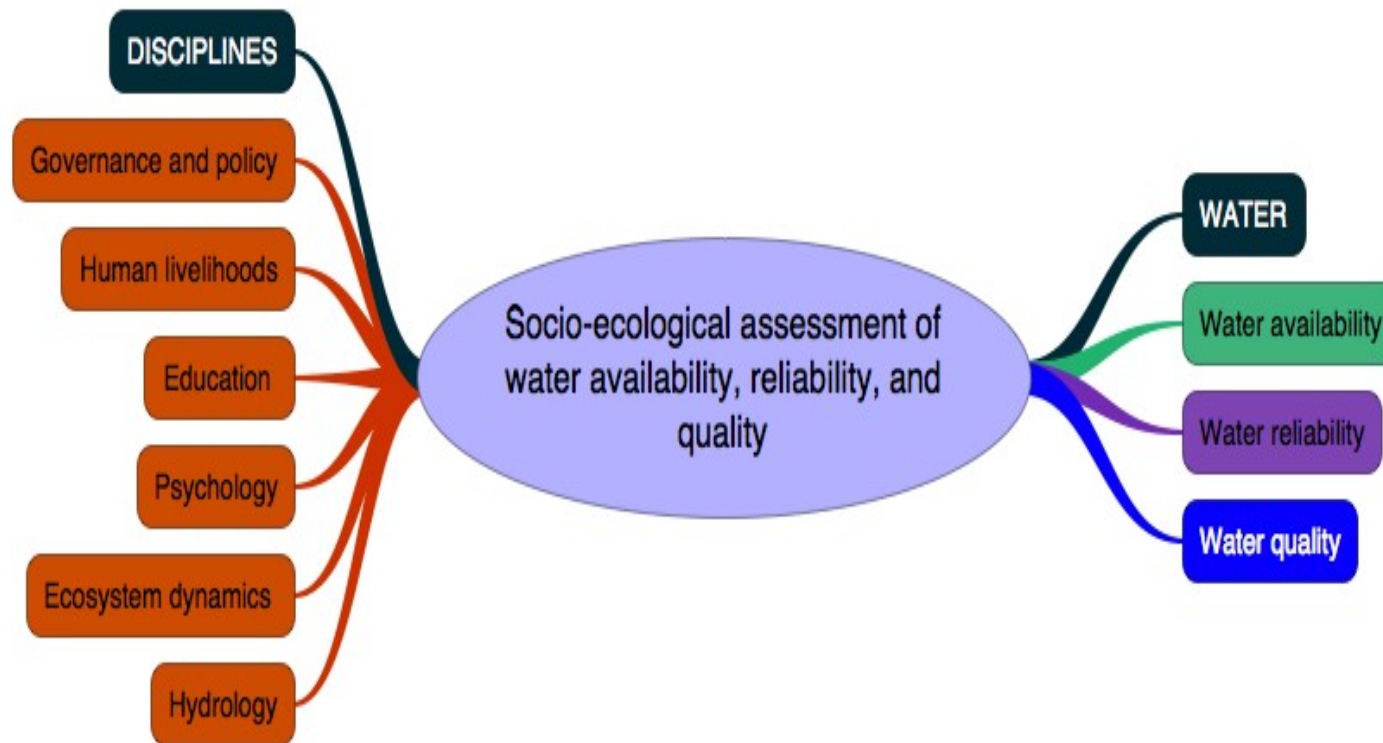 DISCIPLINES
Governance and policy
Human livelihoods
Education
Psychology
Ecosystem dynamics
Hydrology
Socio-ecological assessment of
water availability, reliability, and
quality
WATER
Water availability
Water reliability
Water quality